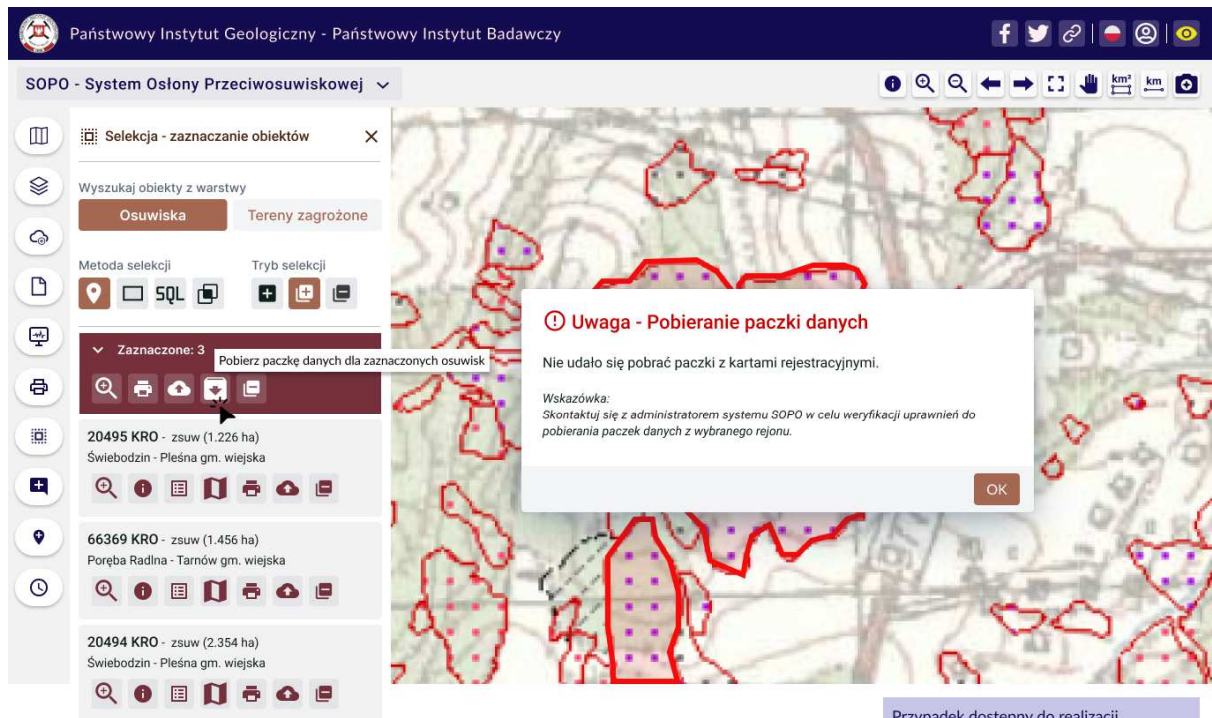 Państwowy Instytut Geologiczny - Państwowy Instytut Badawczy
SOPO - System Osłony Przeciwosuwiskowej
km²
km
Selekcja - zaznaczanie obiektów
Wyszukaj obiekty z warstwy
Osuwiska
Tereny zagrożone
Metoda selekcji
Tryb selekcji
SQL
Zaznaczone: 3
Pobierz paczkę danych dla zaznaczonych osuwisk
20495 KRO - zsuw (1.226 ha)
Świebodzin - Pleśna gm. wiejska
66369 KRO - zsuw (1.456 ha)
Poręba Radlna - Tarnów gm. wiejska
20494 KRO - zsuw (2.354 ha)
Świebodzin - Pleśna gm. wiejska
Uwaga - Pobieranie paczki danych
Nie udało się pobrać paczki z kartami rejestracyjnymi.
Wskazówka:
Skontaktuj się z administratorem systemu SOPO w celu weryfikacji uprawnień do
pobierania paczek danych z wybranego rejonu.
OK
Przypadek dostępny do realizacji